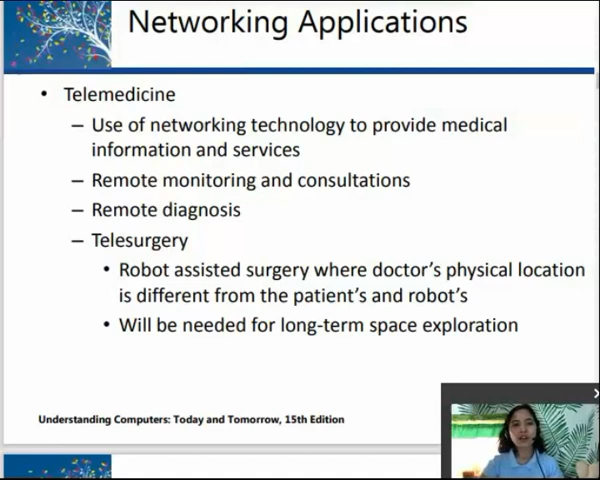 Networking Applications
• Telemedicine
– Use of networking technology to provide medical
information and services
– Remote monitoring and consultations
– Remote diagnosis
– Telesurgery
• Robot assisted surgery where doctor's physical location
is different from the patient's and robot's
• Will be needed for long-term space exploration
Understanding Computers: Today and Tomorrow, 15th Edition